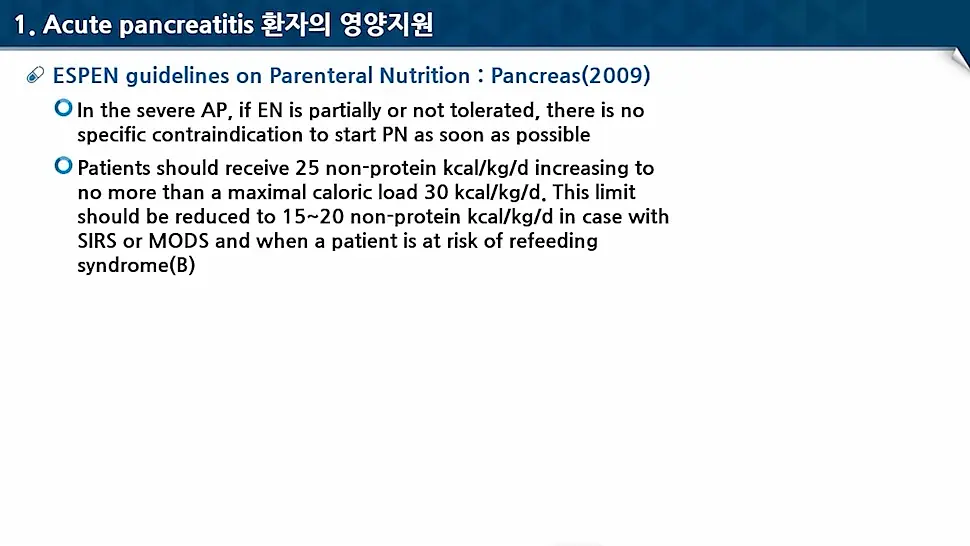 1. Acute pancreatitis 환자의 영양지원
ESPEN guidelines on Parenteral Nutrition : Pancreas(2009)
In the severe AP, if EN is partially or not tolerated, there is no
specific contraindication to start PN as soon as possible
Patients should receive 25 non-protein kcal/kg/d increasing to
no more than a maximal caloric load 30 kcal/kg/d. This limit
should be reduced to 15~20 non-protein kcal/kg/d in case with
SIRS or MODS and when a patient is at risk of refeeding
syndrome(B)